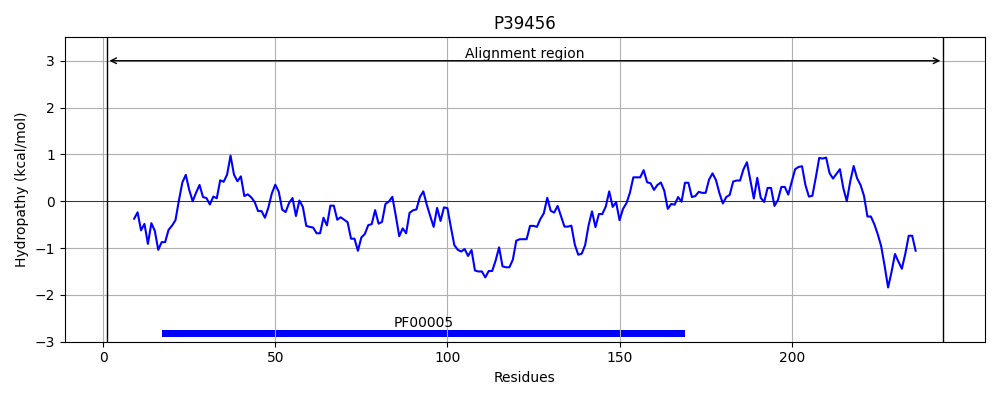 P39456
Alignment region
PF00005
Hydropathy (kcal/mol)
3
2
1
0
−1
−2
−3
0
50
100
150
200
Residues